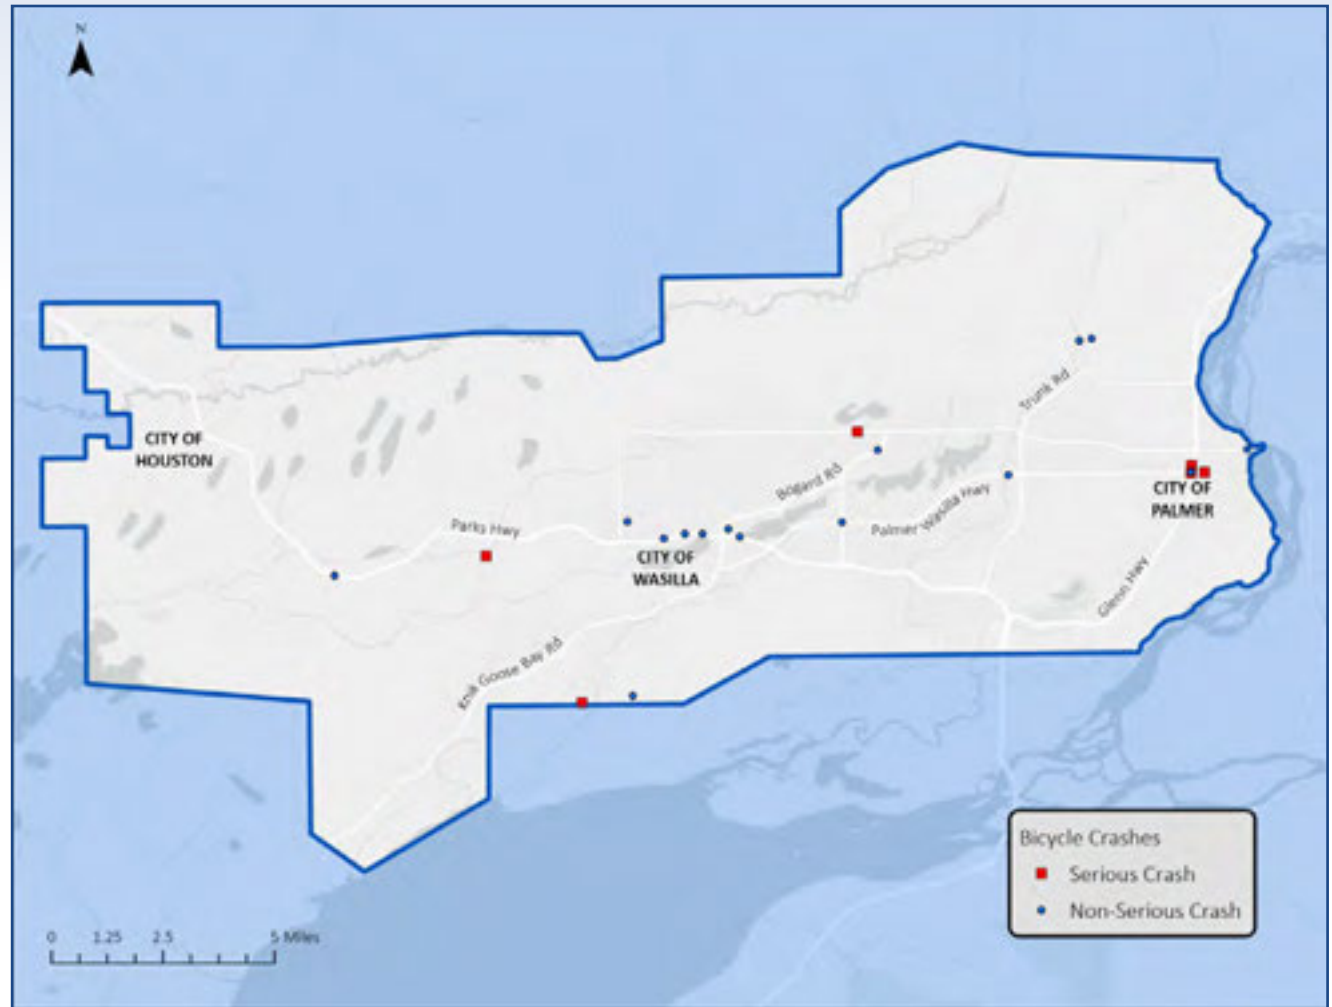 N
CITY OF
HOUSTON
Parks Hwy
CITY OF
WASILLA
Knik Goose Bay Rd
Bogard Rd
Palmer Wasilla Hwy
Trunk Rd
CITY OF
PALMER
Glenn Hwy
Bicycle Crashes
Serious Crash
Non-Serious Crash
0 1.25 2.5 5 Miles